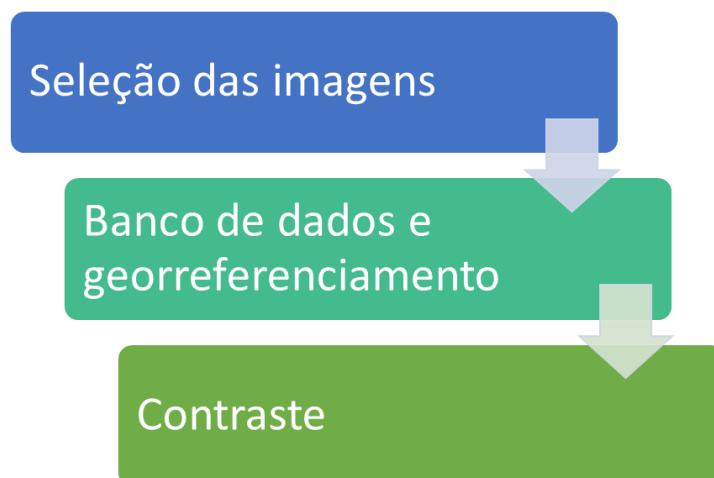 Seleção das imagens
Banco de dados e
georreferenciamento
Contraste